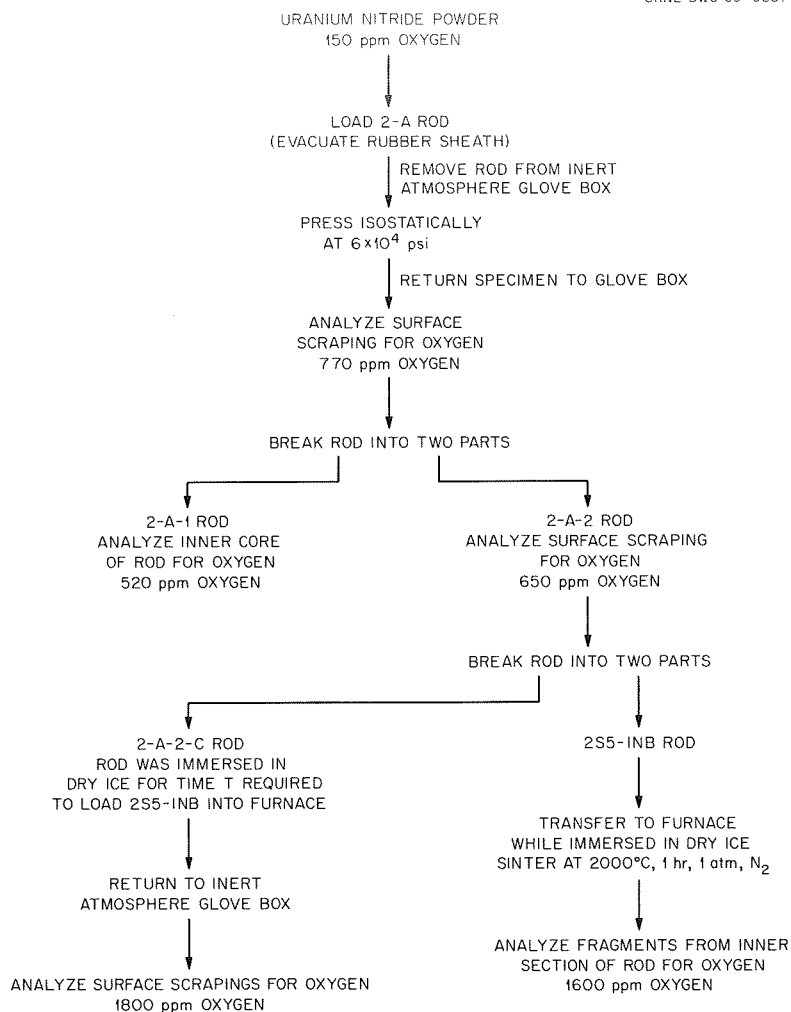 URANIUM NITRIDE POWDER
150 ppm OXYGEN
LOAD 2-A ROD
(EVACUATE RUBBER SHEATH)
REMOVE ROD FROM INERT
ATMOSPHERE GLOVE BOX
PRESS ISOSTATICALLY
AT 6×10⁴ psi
RETURN SPECIMEN TO GLOVE BOX
ANALYZE SURFACE
SCRAPING FOR OXYGEN
770 ppm OXYGEN
BREAK ROD INTO TWO PARTS
2-A-1 ROD
ANALYZE INNER CORE
OF ROD FOR OXYGEN
520 ppm OXYGEN
2-A-2 ROD
ANALYZE SURFACE SCRAPING
FOR OXYGEN
650 ppm OXYGEN
BREAK ROD INTO TWO PARTS
2-A-2-C ROD
ROD WAS IMMERSED IN
DRY ICE FOR TIME T REQUIRED
TO LOAD 2S5-INB INTO FURNACE
RETURN TO INERT
ATMOSPHERE GLOVE BOX
ANALYZE SURFACE SCRAPINGS FOR OXYGEN
1800 ppm OXYGEN
2S5-INB ROD
TRANSFER TO FURNACE
WHILE IMMERSED IN DRY ICE
SINTER AT 2000°C, 1 hr, 1 atm, N₂
ANALYZE FRAGMENTS FROM INNER
SECTION OF ROD FOR OXYGEN
1600 ppm OXYGEN